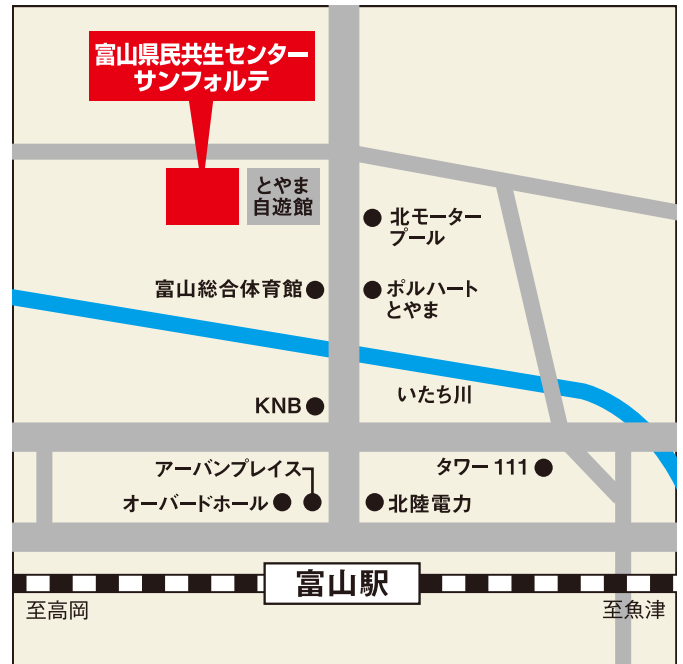 富山県民共生センター
サンフォルテ
とやま
自遊館
北モーター
プール
富山総合体育館
ポルハート
とやま
いたち川
KNB
アーバンプレイス
タワー111
オーバードホール
北陸電力
富山駅
至高岡
至魚津